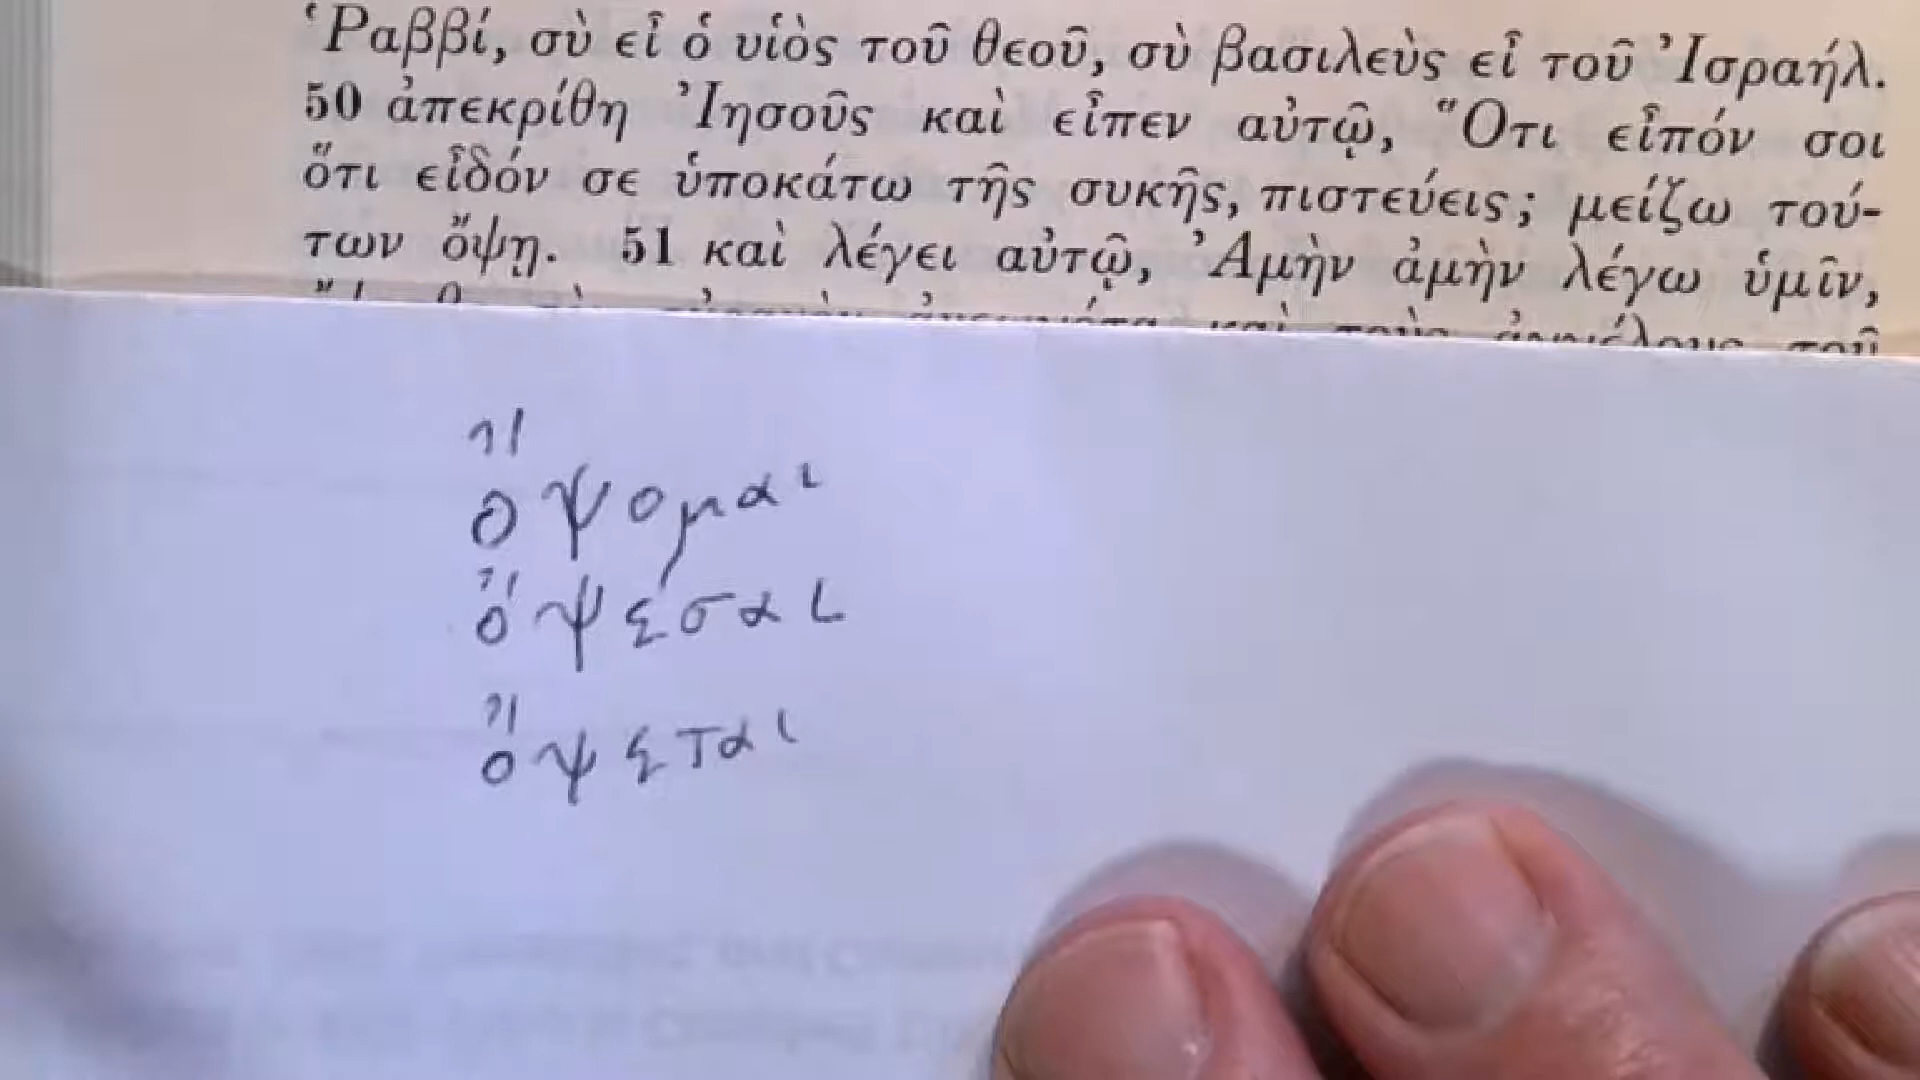 Ῥαββί, σὺ εἶ ὁ υἱὸς τοῦ θεοῦ, σὺ βασιλεὺς εἶ τοῦ Ἰσραήλ.
50 ἀπεκρίθη Ἰησοῦς καὶ εἶπεν αὐτῷ, Ὅτι εἶπόν σοι
ὅτι εἶδόν σε ὑποκάτω τῆς συκῆς, πιστεύεις; μείζω τού-
των ὄψῃ. 51 καὶ λέγει αὐτῷ, Ἀμὴν ἀμὴν λέγω ὑμῖν,
ὄψομαι
ὄψεσαι
ὄψεται